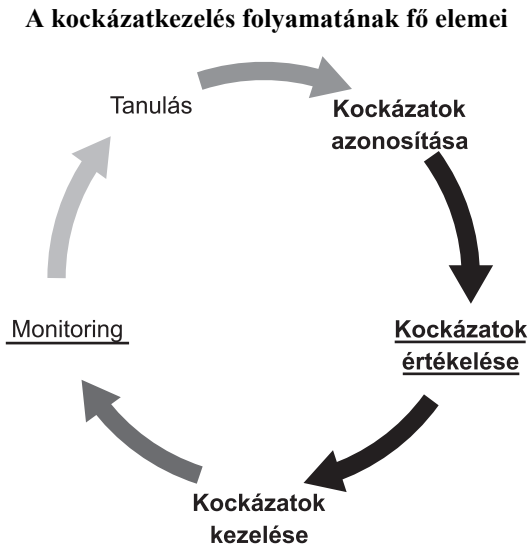 A kockázatkezelés folyamatának fő elemei
Tanulás
Kockázatok
azonosítása
Kockázatok
értékelése
Kockázatok
kezelése
Monitoring